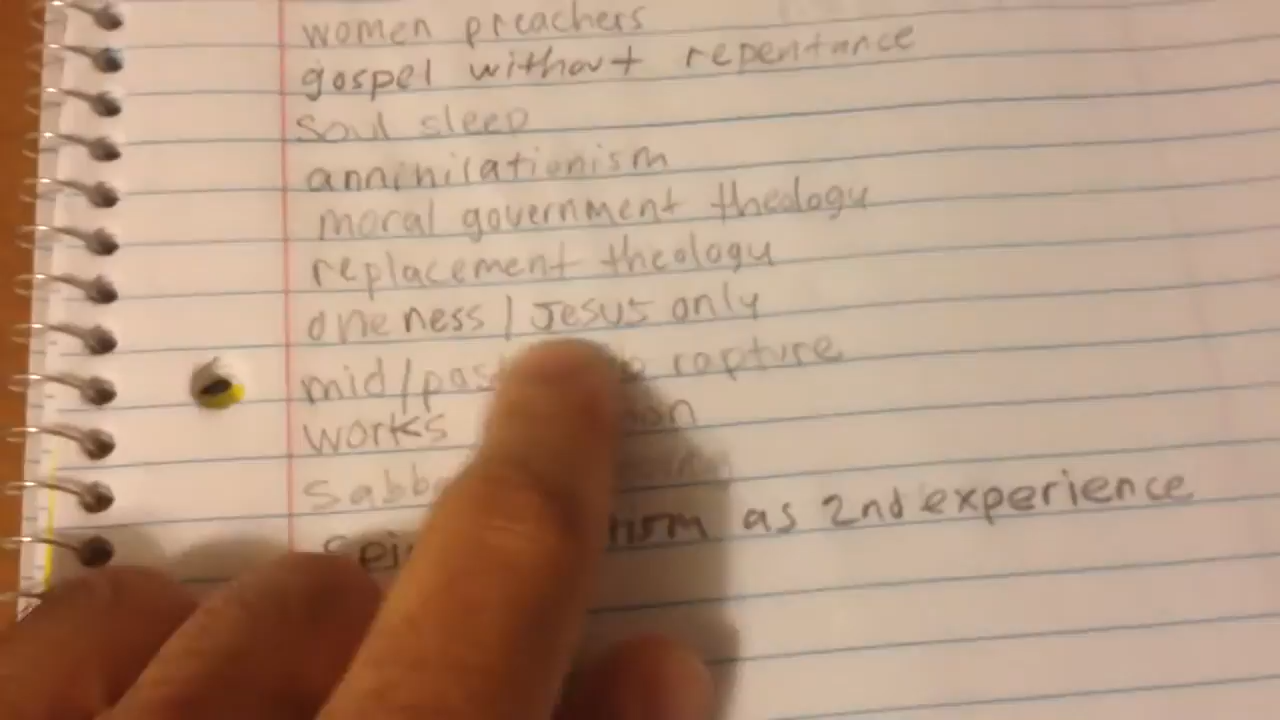 women preachers
gospel without repentance
soul sleep
annihilationism
moral government theology
replacement theology
oneness / Jesus only
mid/ rapture
works
as 2nd experience